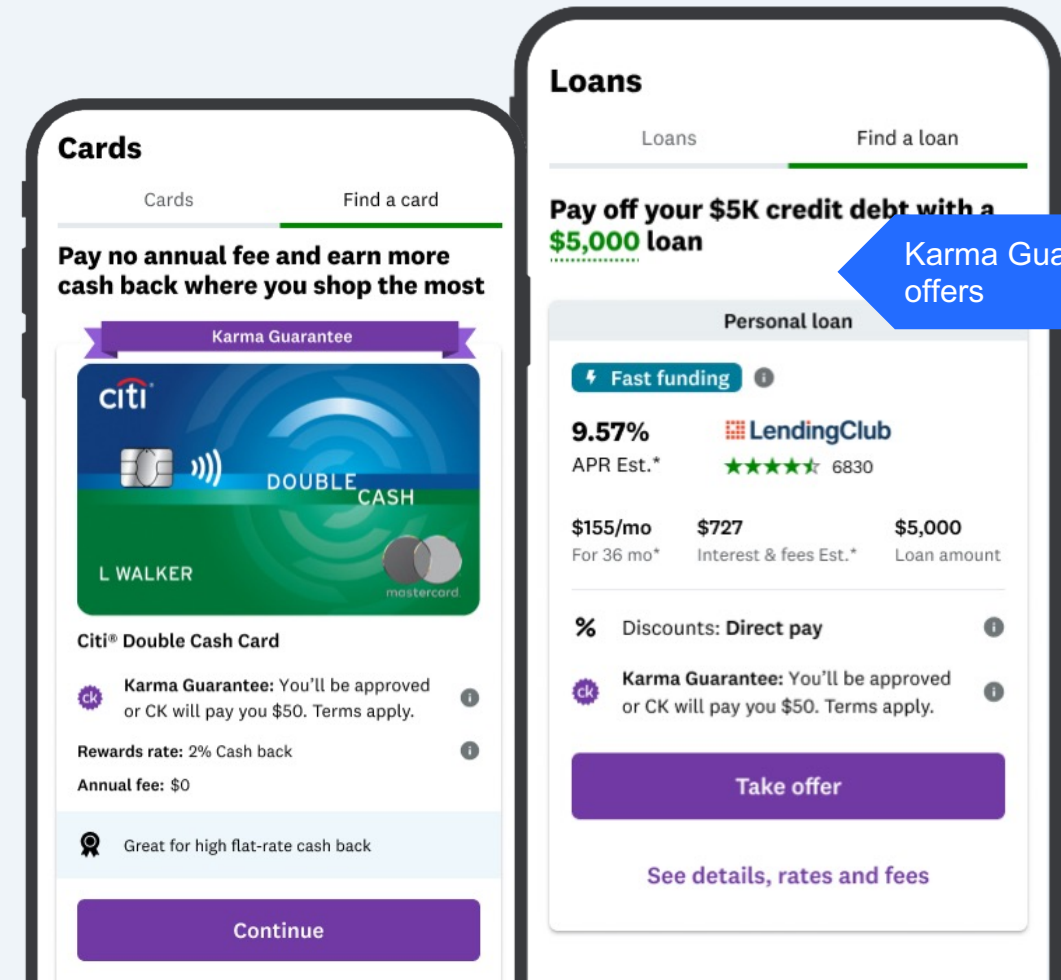 Cards
Cards
Find a card
Pay no annual fee and earn more
cash back where you shop the most
Karma Guarantee
citi
DOUBLE
CASH
L WALKER
mastercard.
Citi® Double Cash Card
ck
Karma Guarantee: You'll be approved
or CK will pay you $50. Terms apply.
Rewards rate: 2% Cash back
Annual fee: $0
Great for high flat-rate cash back
Continue
Loans
Loans
Find a loan
Pay off your $5K credit debt with a
$5,000 loan
Karma
offers
Personal loan
Fast funding
9.57%
LendingClub
APR Est.*
6830
$155/mo
$727
$5,000
For 36 mo*
Interest & fees Est.*
Loan amount
% Discounts: Direct pay
ck
Karma Guarantee: You'll be approved
or CK will pay you $50. Terms apply.
Take offer
See details, rates and fees